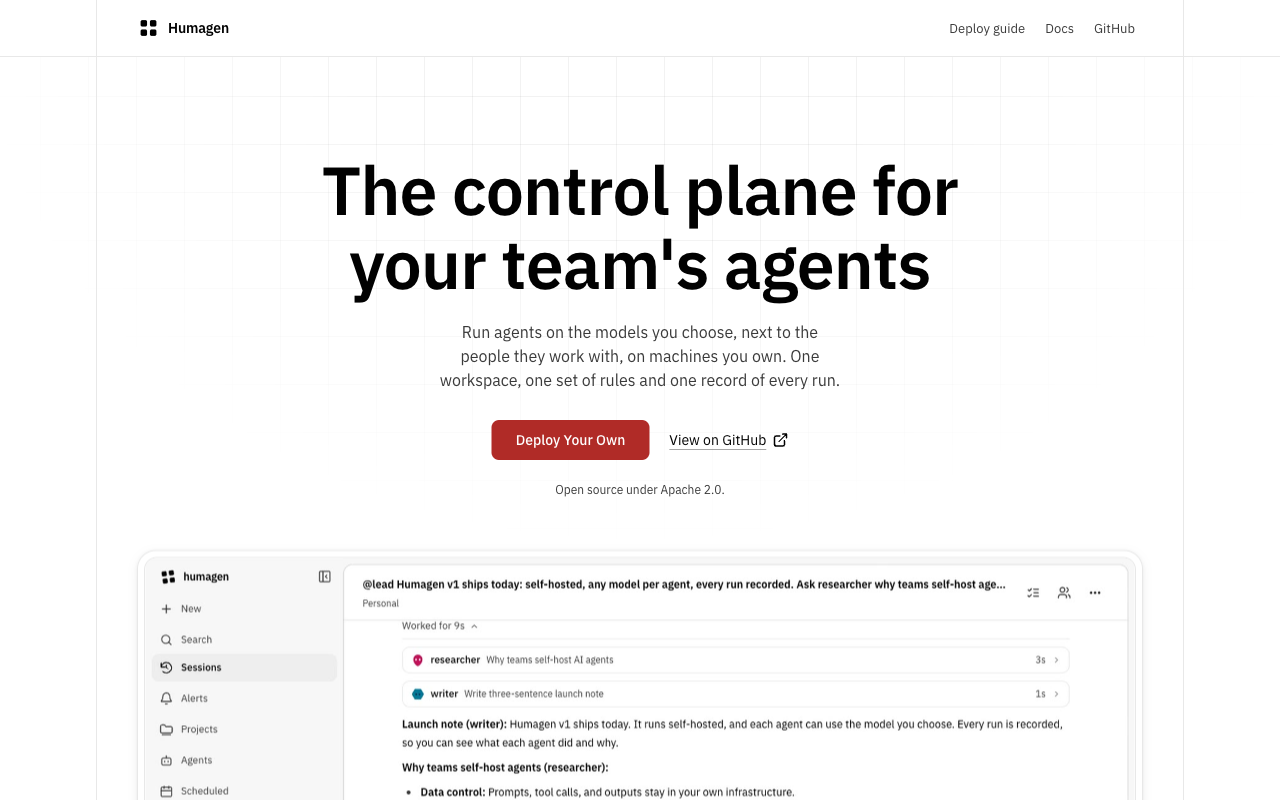 Humagen
Deploy guide
Docs
GitHub
The control plane for
your team's agents
Run agents on the models you choose, next to the
people they work with, on machines you own. One
workspace, one set of rules and one record of every run.
Deploy Your Own
View on GitHub
Open source under Apache 2.0.
humagen
New
Search
Sessions
Alerts
Projects
Agents
Scheduled
@lead Humagen v1 ships today: self-hosted, any model per agent, every run recorded. Ask researcher why teams self-host age...
Personal
Worked for 9s
researcher Why teams self-host AI agents 3s
writer Write three-sentence launch note 1s
Launch note (writer): Humagen v1 ships today. It runs self-hosted, and each agent can use the model you choose. Every run is recorded,
so you can see what each agent did and why.
Why teams self-host agents (researcher):
• Data control: Prompts, tool calls, and outputs stay in your own infrastructure.